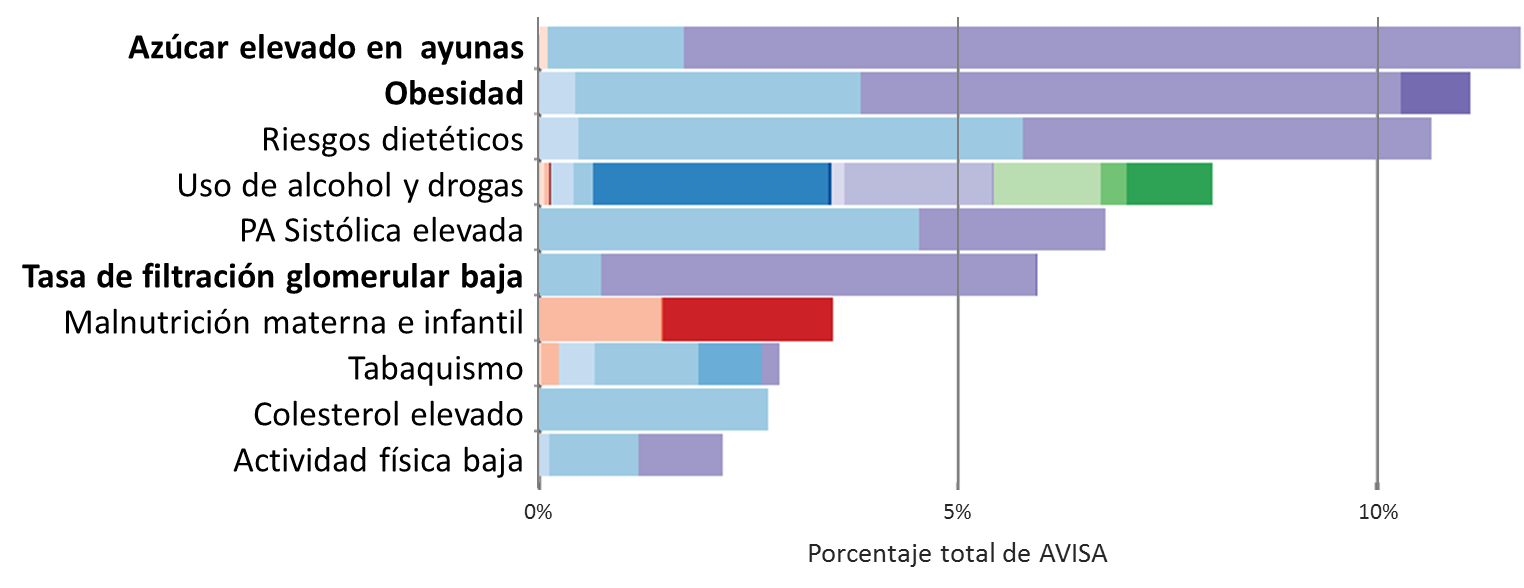 Azúcar elevado en ayunas
Obesidad
Riesgos dietéticos
Uso de alcohol y drogas
PA Sistólica elevada
Tasa de filtración glomerular baja
Malnutrición materna e infantil
Tabaquismo
Colesterol elevado
Actividad física baja
0% 5% 10%
Porcentaje total de AVISA